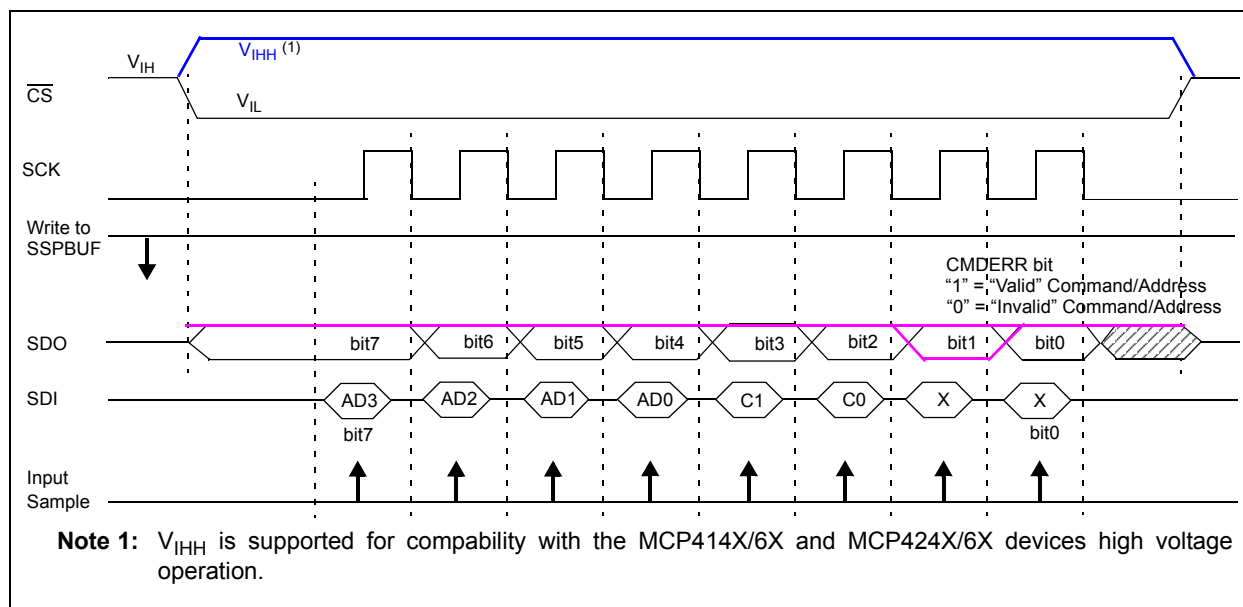 VIHH (1)
VIH
CS
VIL
SCK
Write to
SSPBUF
CMDERR bit
“1” = “Valid” Command/Address
“0” = “Invalid” Command/Address
SDO
bit7 bit6 bit5 bit4 bit3 bit2 bit1 bit0
SDI
AD3 AD2 AD1 AD0 C1 C0 X X
bit7 bit0
Input
Sample
Note 1: VIHH is supported for compability with the MCP414X/6X and MCP424X/6X devices high voltage
operation.